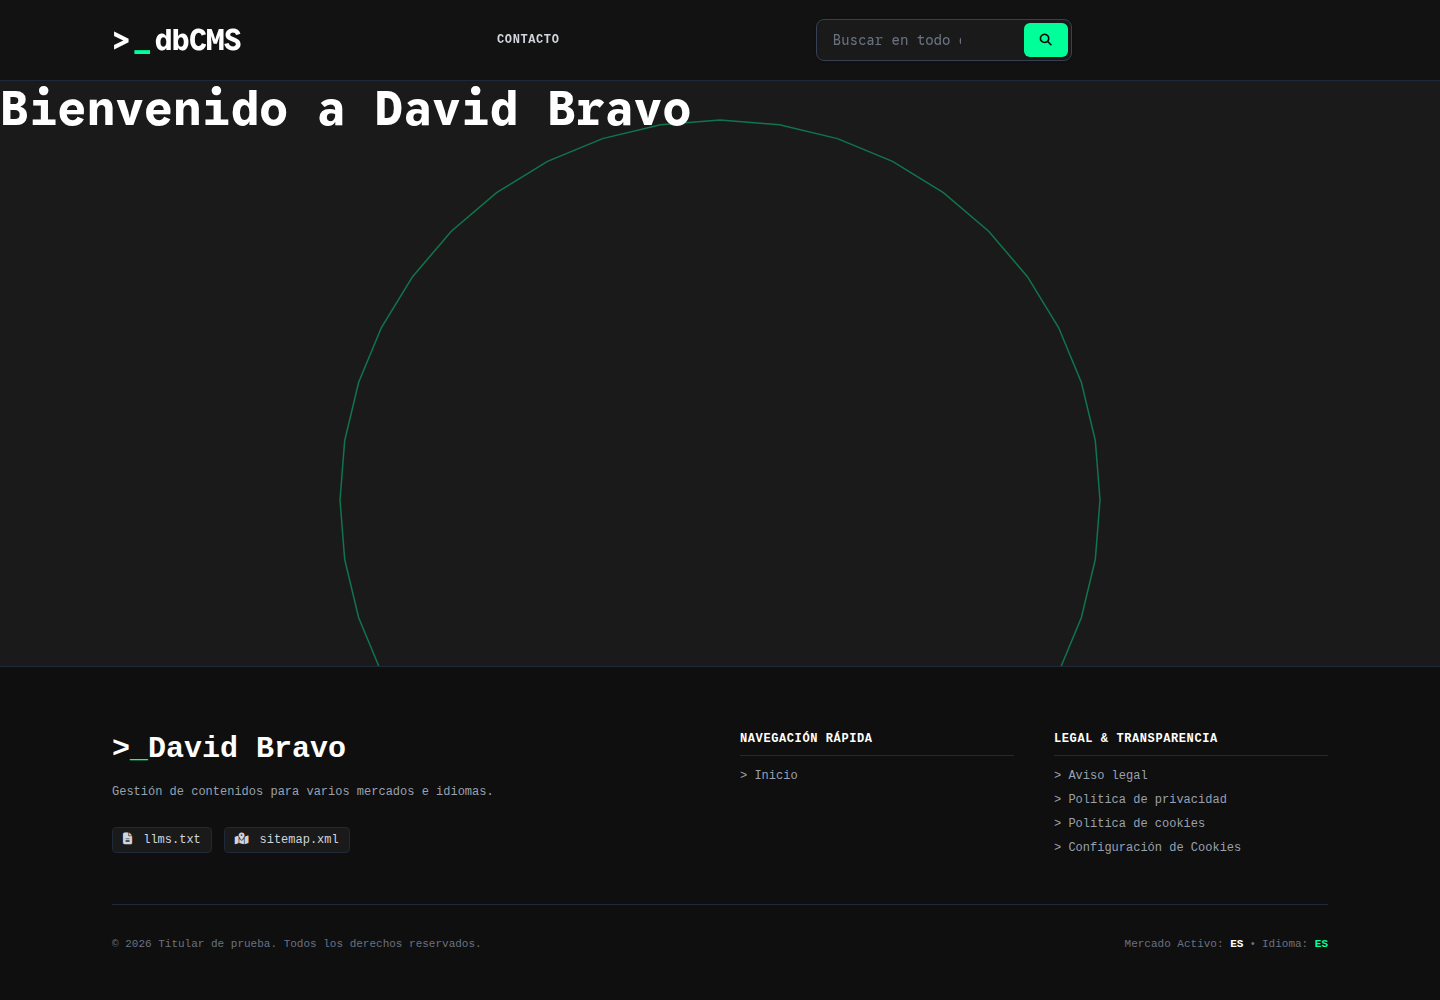 >_dbCMS
CONTACTO
Buscar en todo
Bienvenido a David Bravo
>_David Bravo
Gestión de contenidos para varios mercados e idiomas.
llms.txt
sitemap.xml
NAVEGACIÓN RÁPIDA
> Inicio
LEGAL & TRANSPARENCIA
> Aviso legal
> Política de privacidad
> Política de cookies
> Configuración de Cookies
© 2026 Titular de prueba. Todos los derechos reservados.
Mercado Activo: ES • Idioma: ES